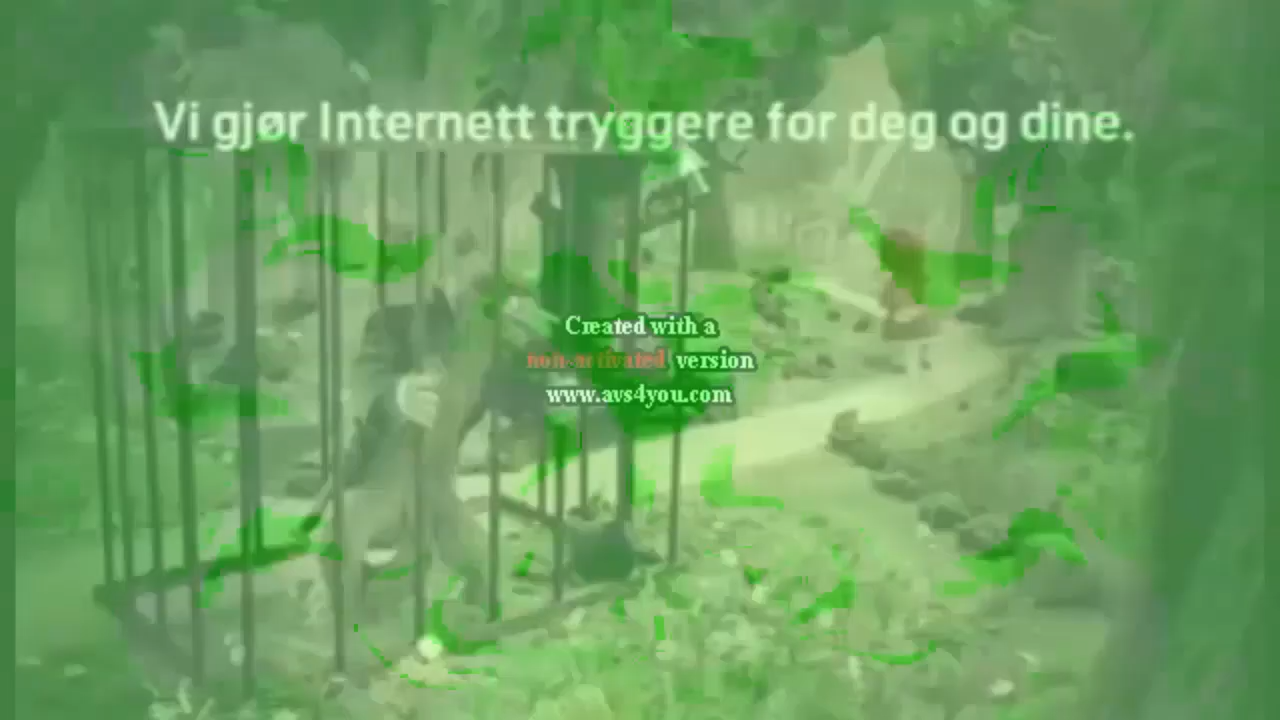 Vi gjør Internett tryggere for deg og dine.
Created with a
non-activated version
www.avs4you.com